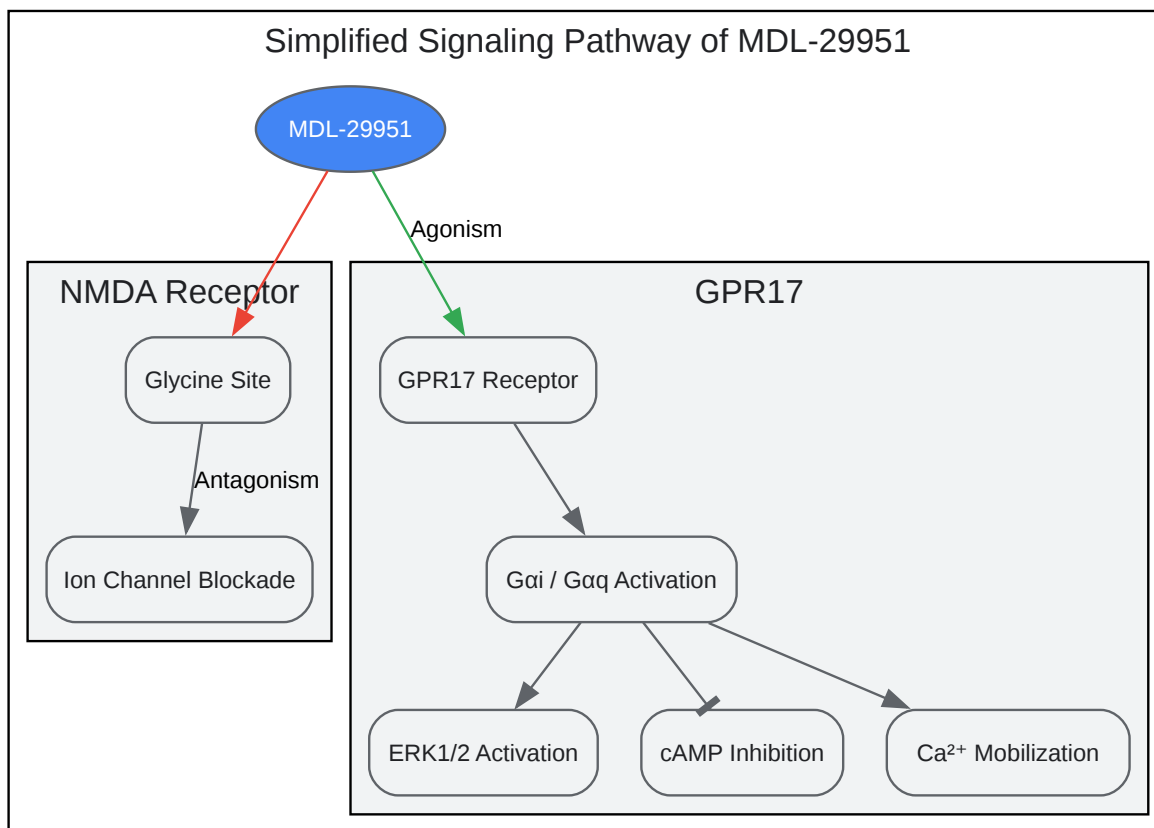 Simplified Signaling Pathway of MDL-29951
MDL-29951
Agonism
NMDA Receptor
GPR17
Glycine Site
GPR17 Receptor
Antagonism
Ion Channel Blockade
Gαi / Gαq Activation
ERK1/2 Activation
cAMP Inhibition
Ca²⁺ Mobilization